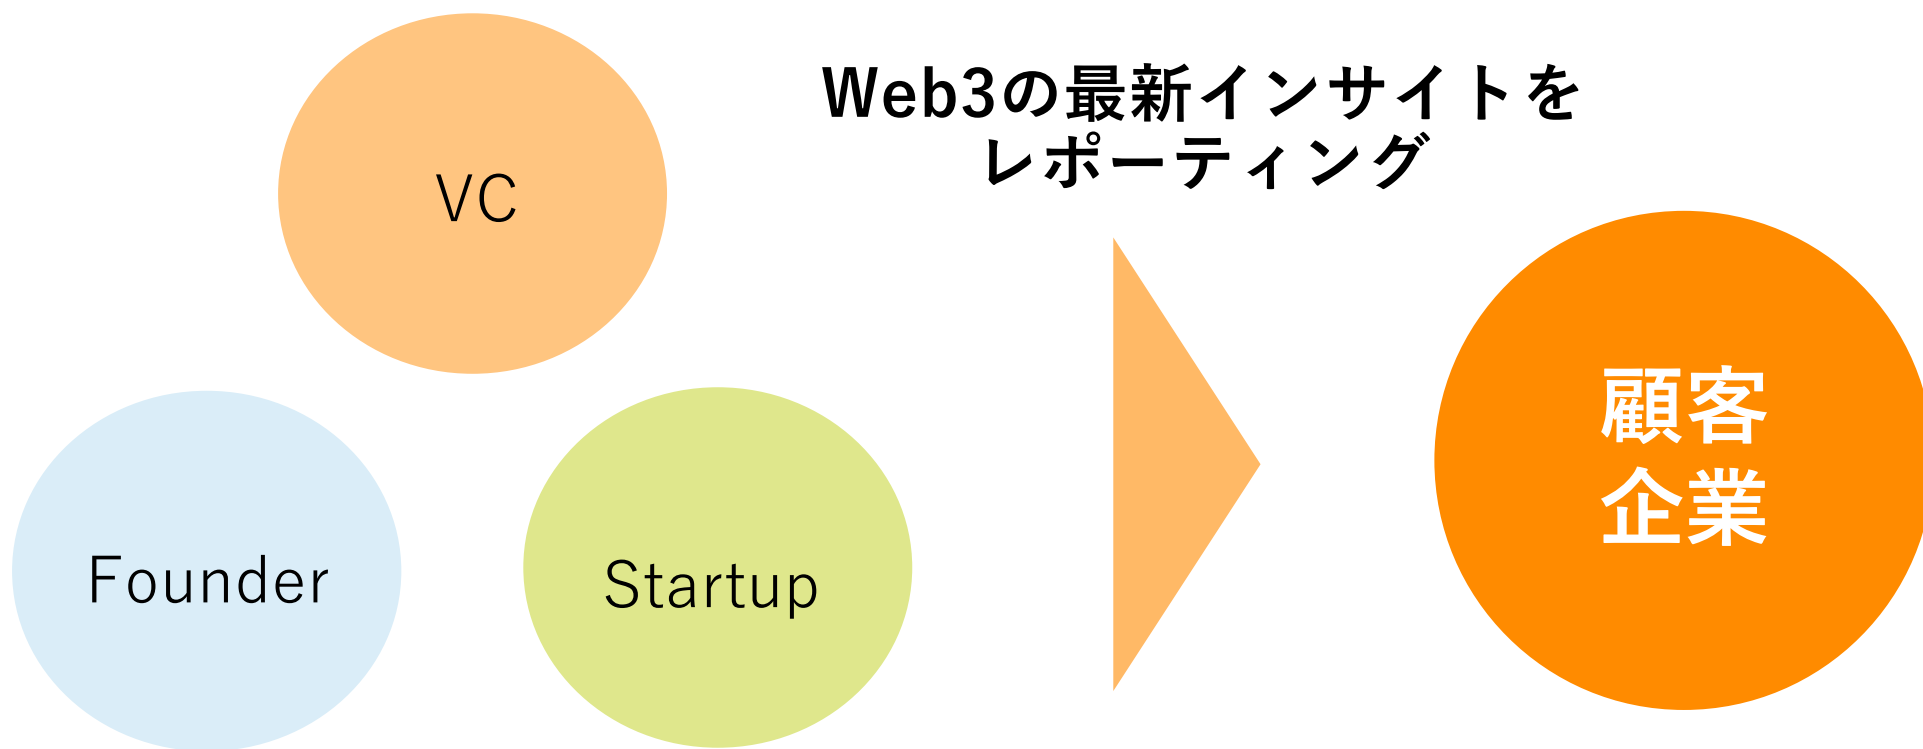 Web3の最新インサイトを
レポーティング
VC
Founder
Startup
顧客
企業